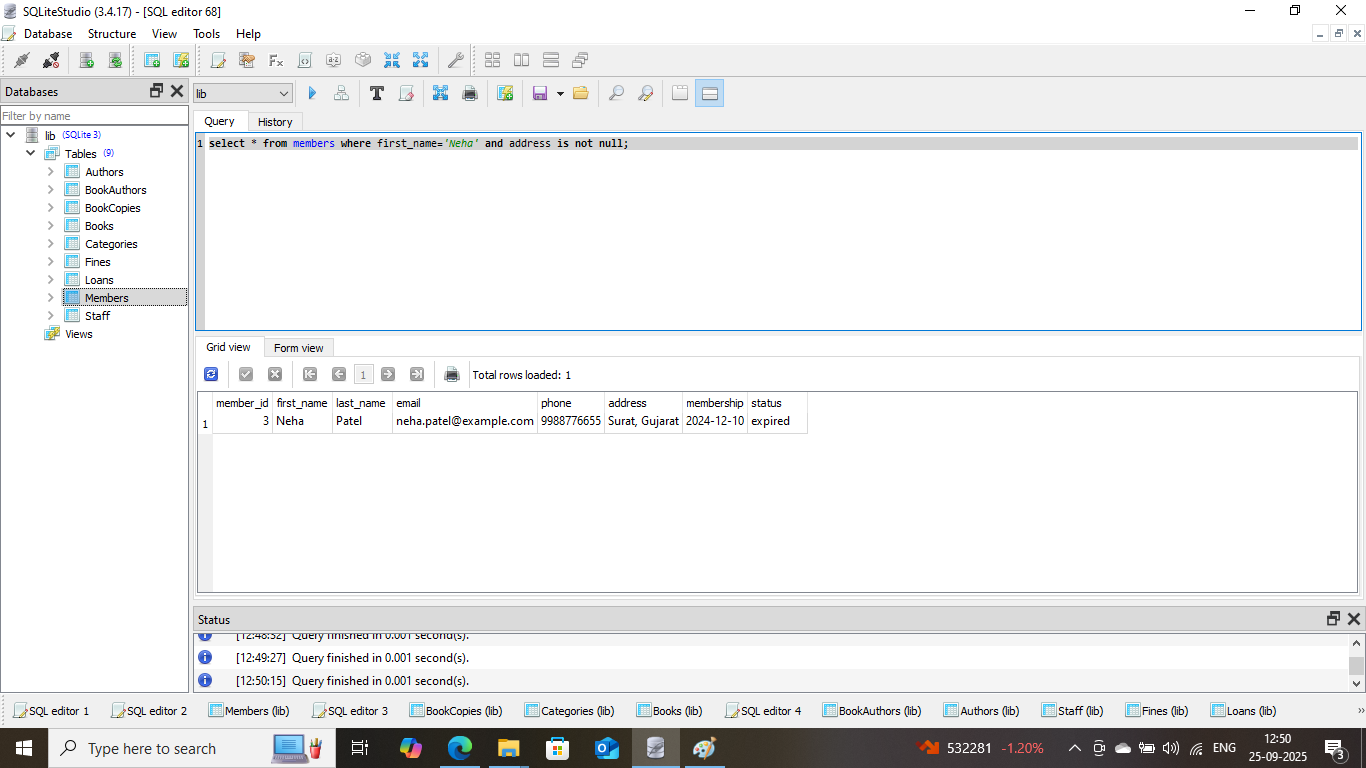 SQLiteStudio (3.4.17) - [SQL editor 68]
Database Structure View Tools Help
Databases
lib
Filter by name
Query History
lib (SQLite 3)
Tables (9)
Authors
BookAuthors
BookCopies
Books
Categories
Fines
Loans
Members
Staff
Views
1 select * from members where first_name='Neha' and address is not null;
Grid view Form view
1 Total rows loaded: 1
member_id first_name last_name email phone address membership status
1 3 Neha Patel neha.patel@example.com 9988776655 Surat, Gujarat 2024-12-10 expired
Status
[12:48:32] Query finished in 0.001 second(s).
[12:49:27] Query finished in 0.001 second(s).
[12:50:15] Query finished in 0.001 second(s).
SQL editor 1 SQL editor 2 Members (lib) SQL editor 3 BookCopies (lib) Categories (lib) Books (lib) SQL editor 4 BookAuthors (lib) Authors (lib) Staff (lib) Fines (lib) Loans (lib) »
Type here to search
532281 -1.20% ENG 12:50
25-09-2025 3